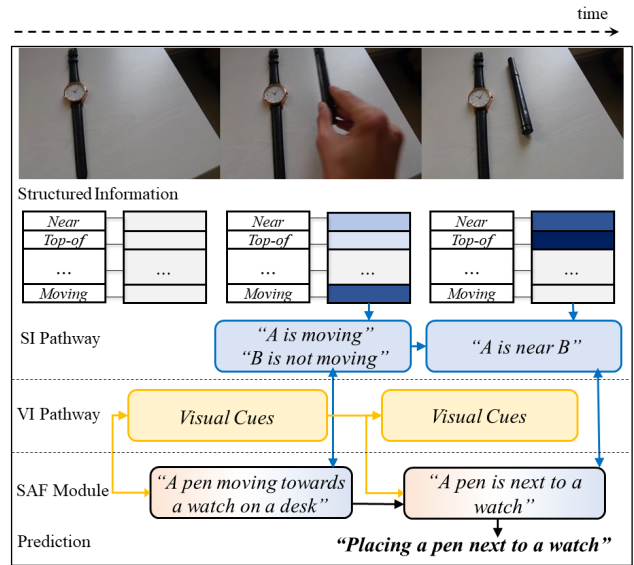 time
Structured Information
Near
Top-of
...
Moving
Near
Top-of
...
...
Moving
Near
Top-of
...
...
Moving
...
SI Pathway
“A is moving”
“B is not moving”
“A is near B”
VI Pathway
Visual Cues
Visual Cues
SAF Module
“A pen moving towards
a watch on a desk”
“A pen is next to a
watch”
Prediction
“Placing a pen next to a watch”